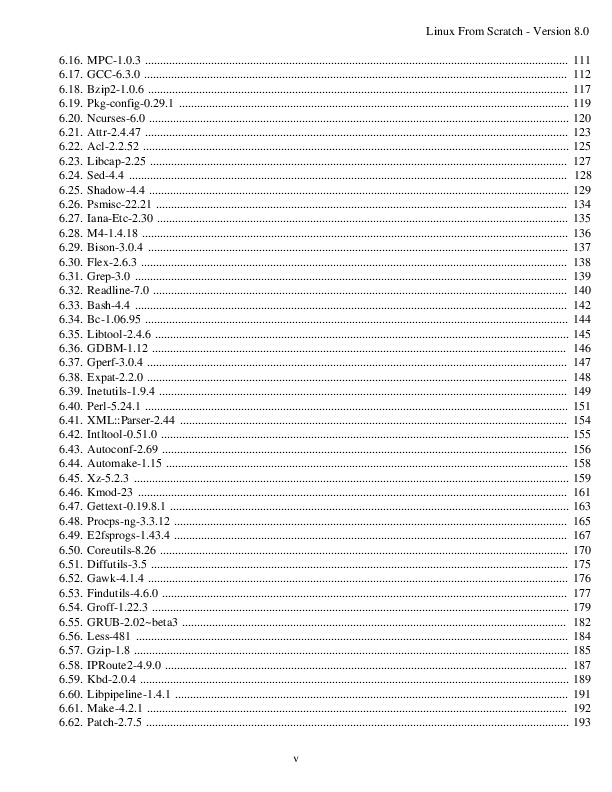 Linux From Scratch - Version 8.0
6.16. MPC-1.0.3 ........................................ 111
6.17. GCC-6.3.0 ........................................ 112
6.18. Bzip2-1.0.6 ........................................ 117
6.19. Pkg-config-0.29.1 ........................................ 119
6.20. Ncurses-6.0 ........................................ 120
6.21. Attr-2.4.47 ........................................ 123
6.22. Acl-2.2.52 ........................................ 125
6.23. Libcap-2.25 ........................................ 127
6.24. Sed-4.4 ........................................ 128
6.25. Shadow-4.4 ........................................ 129
6.26. Psmisc-22.21 ........................................ 134
6.27. Iana-Etc-2.30 ........................................ 135
6.28. M4-1.4.18 ........................................ 136
6.29. Bison-3.0.4 ........................................ 137
6.30. Flex-2.6.3 ........................................ 138
6.31. Grep-3.0 ........................................ 139
6.32. Readline-7.0 ........................................ 140
6.33. Bash-4.4 ........................................ 142
6.34. Bc-1.06.95 ........................................ 144
6.35. Libtool-2.4.6 ........................................ 145
6.36. GDBM-1.12 ........................................ 146
6.37. Gperf-3.0.4 ........................................ 147
6.38. Expat-2.2.0 ........................................ 148
6.39. Inetutils-1.9.4 ........................................ 149
6.40. Perl-5.24.1 ........................................ 151
6.41. XML::Parser-2.44 ........................................ 154
6.42. Intltool-0.51.0 ........................................ 155
6.43. Autoconf-2.69 ........................................ 156
6.44. Automake-1.15 ........................................ 158
6.45. Xz-5.2.3 ........................................ 159
6.46. Kmod-23 ........................................ 161
6.47. Gettext-0.19.8.1 ........................................ 163
6.48. Procps-ng-3.3.12 ........................................ 165
6.49. E2fsprogs-1.43.4 ........................................ 167
6.50. Coreutils-8.26 ........................................ 170
6.51. Diffutils-3.5 ........................................ 175
6.52. Gawk-4.1.4 ........................................ 176
6.53. Findutils-4.6.0 ........................................ 177
6.54. Groff-1.22.3 ........................................ 179
6.55. GRUB-2.02~beta3 ........................................ 182
6.56. Less-481 ........................................ 184
6.57. Gzip-1.8 ........................................ 185
6.58. IPRoute2-4.9.0 ........................................ 187
6.59. Kbd-2.0.4 ........................................ 189
6.60. Libpipeline-1.4.1 ........................................ 191
6.61. Make-4.2.1 ........................................ 192
6.62. Patch-2.7.5 ........................................ 193
v